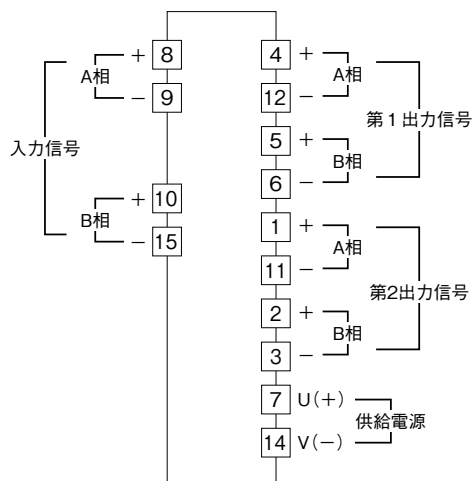 入力信号
A相
+ 8
− 9
B相
+ 10
− 15
4 +
12 −
A相
5 +
6 −
B相
第1出力信号
1 +
11 −
A相
2 +
3 −
B相
第2出力信号
7 U(+)
14 V(−)
供給電源